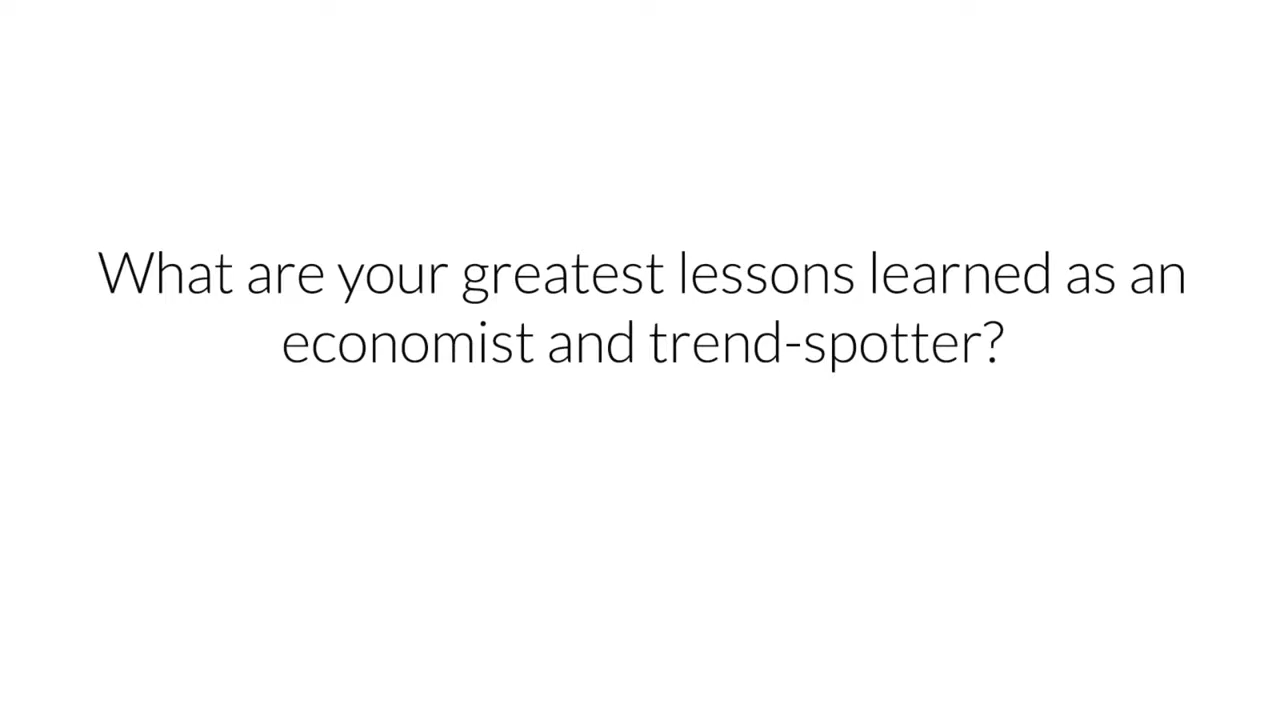 What are your greatest lessons learned as an
economist and trend-spotter?